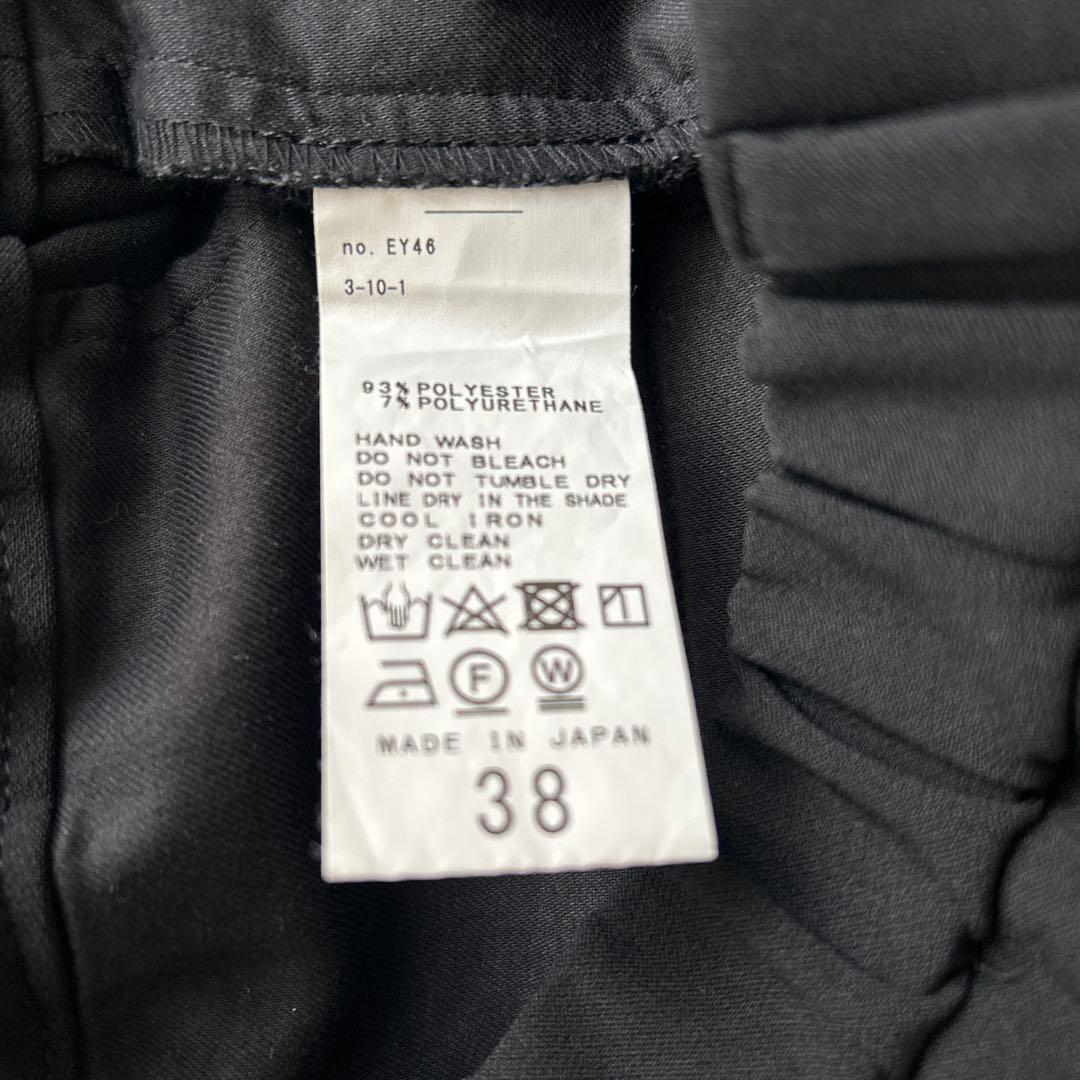 no. EY46
3-10-1
93% POLYESTER
7% POLYURETHANE
HAND WASH
DO NOT BLEACH
DO NOT TUMBLE DRY
LINE DRY IN THE SHADE
COOL IRON
DRY CLEAN
WET CLEAN
F W
MADE IN JAPAN
38